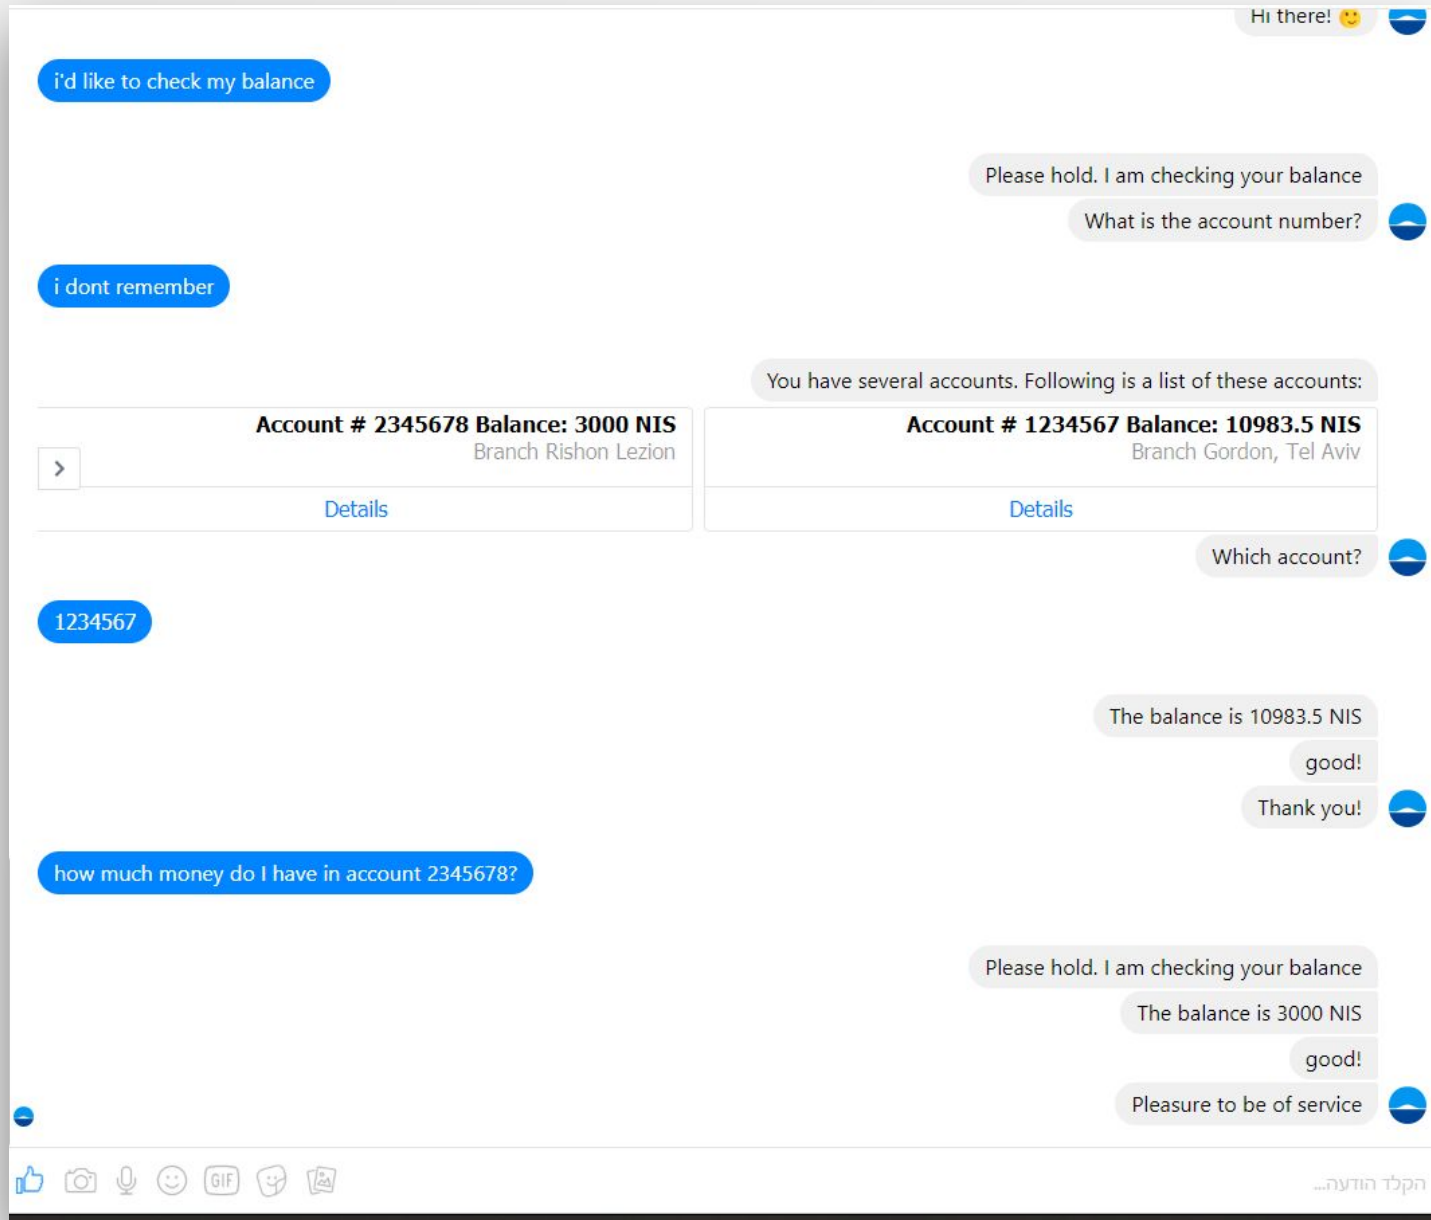 Hi there! 🙂
i'd like to check my balance
Please hold. I am checking your balance
What is the account number?
i dont remember
You have several accounts. Following is a list of these accounts:
Account # 2345678 Balance: 3000 NIS
Branch Rishon Lezion
Details
Account # 1234567 Balance: 10983.5 NIS
Branch Gordon, Tel Aviv
Details
Which account?
1234567
The balance is 10983.5 NIS
good!
Thank you!
how much money do I have in account 2345678?
Please hold. I am checking your balance
The balance is 3000 NIS
good!
Pleasure to be of service
GIF
הקלד הודעה...